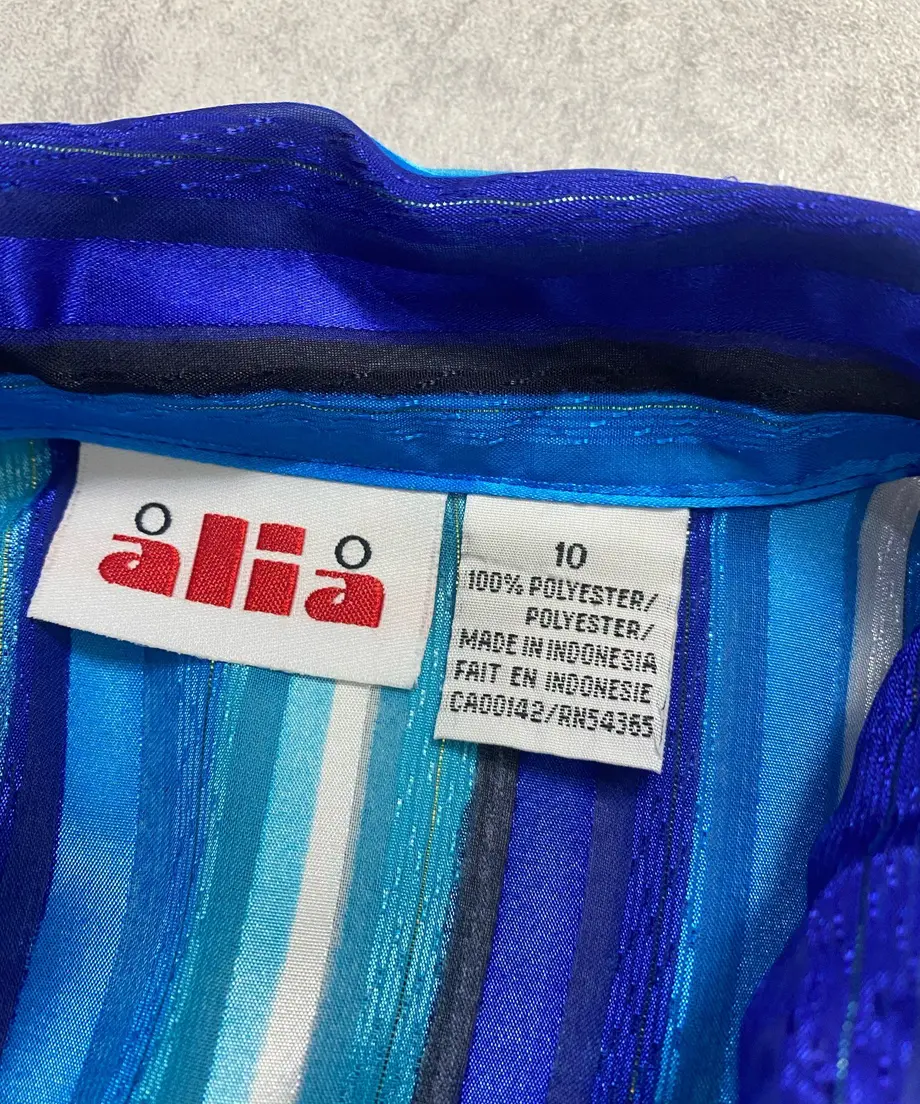 alia
10
100% POLYESTER/
POLYESTER/
MADE IN INDONESIA
FAIT EN INDONESIE
CA00142/RN54365